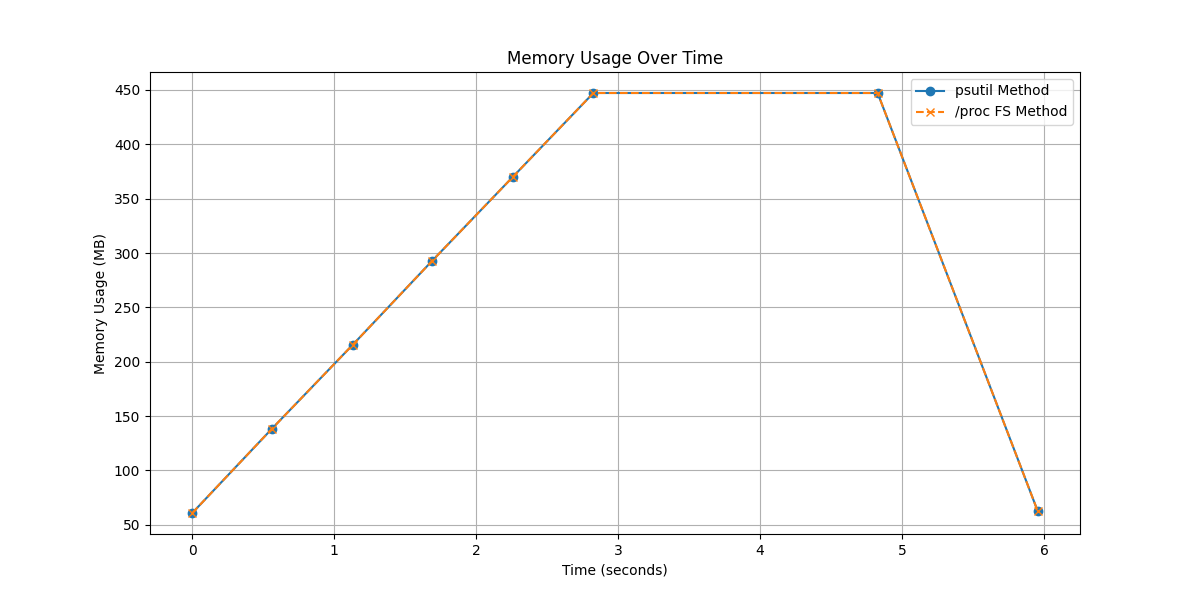 Memory Usage Over Time
psutil Method
/proc FS Method
Memory Usage (MB)
450
400
350
300
250
200
150
100
50
0 1 2 3 4 5 6
Time (seconds)